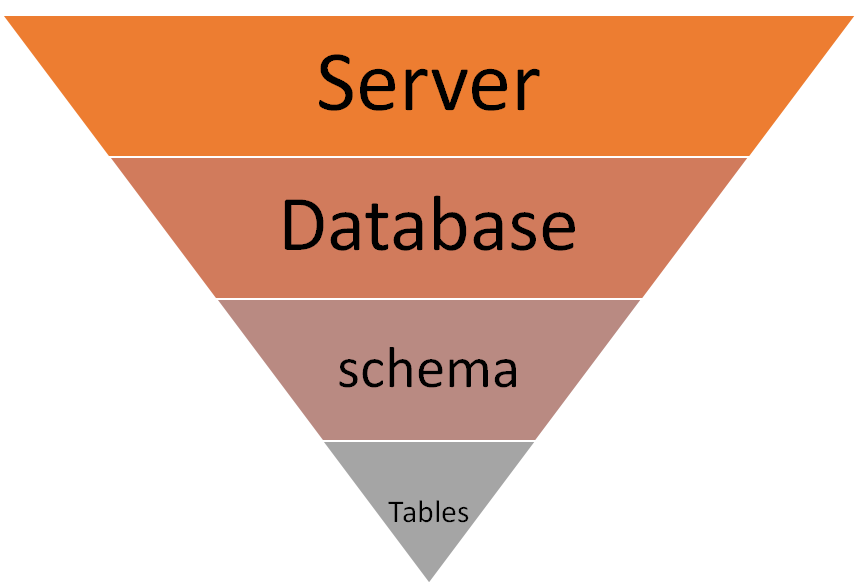 Server
Database
schema
Tables